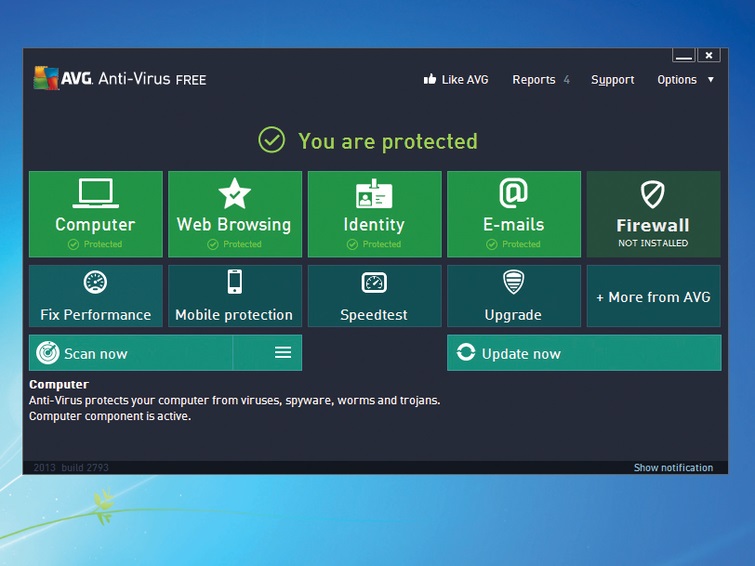 AVG. Anti-Virus FREE
Like AVG
Reports 4
Support
Options
You are protected
Computer
Protected
Web Browsing
Protected
Identity
Protected
E-mails
Protected
Firewall
NOT INSTALLED
Fix Performance
Mobile protection
Speedtest
Upgrade
+ More from AVG
Scan now
Update now
Computer
Anti-Virus protects your computer from viruses, spyware, worms and trojans.
Computer component is active.
2013 build 2793
Show notification